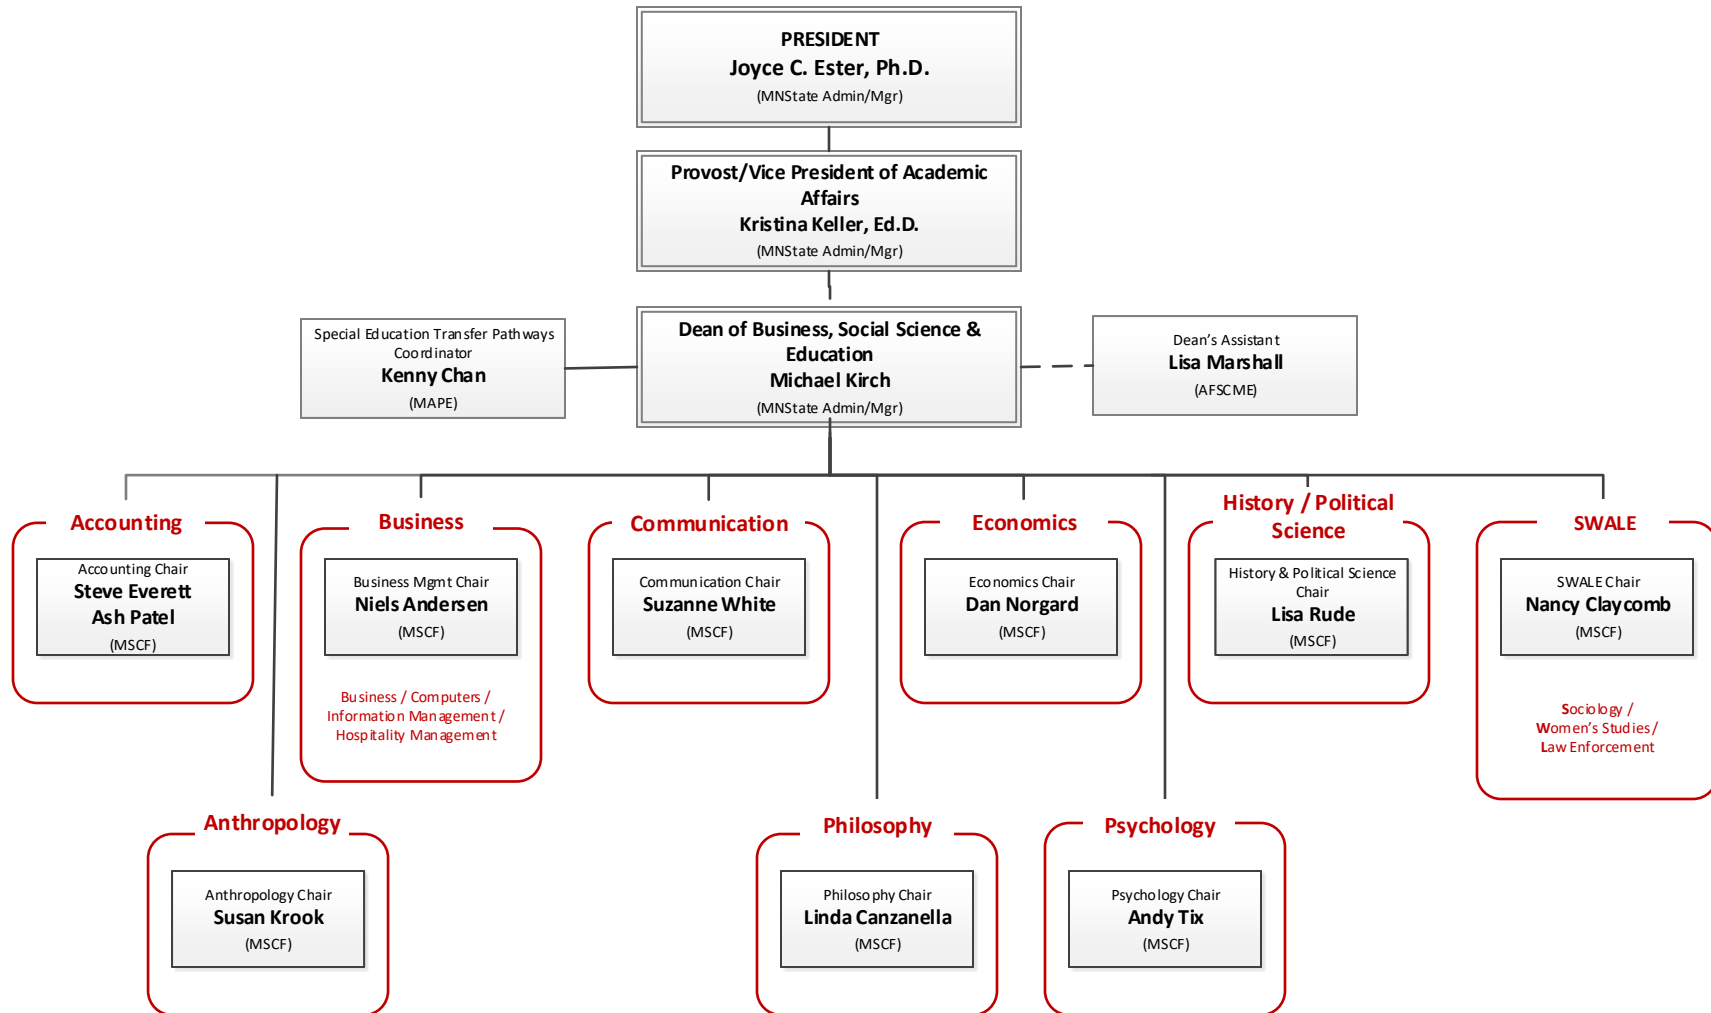 PRESIDENT
Joyce C. Ester, Ph.D.
(MNState Admin/Mgr)
Provost/Vice President of Academic
Affairs
Kristina Keller, Ed.D.
(MNState Admin/Mgr)
Special Education Transfer Pathways
Coordinator
Kenny Chan
(MAPE)
Dean of Business, Social Science &
Education
Michael Kirch
(MNState Admin/Mgr)
Dean's Assistant
Lisa Marshall
(AFSCME)
Accounting
Accounting Chair
Steve Everett
Ash Patel
(MSCF)
Business
Business Mgmt Chair
Niels Andersen
(MSCF)
Business / Computers /
Information Management /
Hospitality Management
Communication
Communication Chair
Suzanne White
(MSCF)
Economics
Economics Chair
Dan Norgard
(MSCF)
History / Political
Science
History & Political Science
Chair
Lisa Rude
(MSCF)
SWALE
SWALE Chair
Nancy Claycomb
(MSCF)
Sociology /
Women's Studies/
Law Enforcement
Anthropology
Anthropology Chair
Susan Krook
(MSCF)
Philosophy
Philosophy Chair
Linda Canzanella
(MSCF)
Psychology
Psychology Chair
Andy Tix
(MSCF)